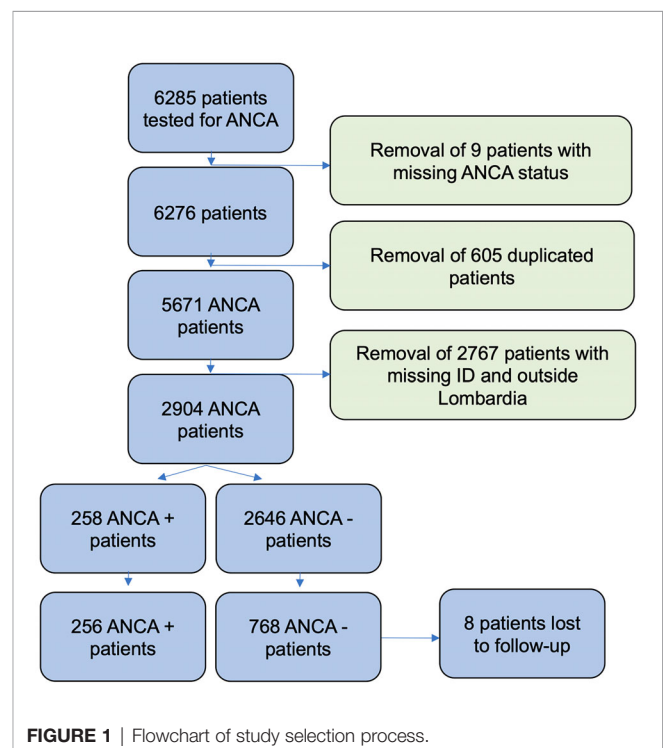 6285 patients
tested for ANCA
Removal of 9 patients with
missing ANCA status
6276 patients
Removal of 605 duplicated
patients
5671 ANCA
patients
Removal of 2767 patients with
missing ID and outside
Lombardia
2904 ANCA
patients
258 ANCA +
patients
2646 ANCA -
patients
256 ANCA +
patients
768 ANCA -
patients
8 patients lost
to follow-up
FIGURE 1 | Flowchart of study selection process.